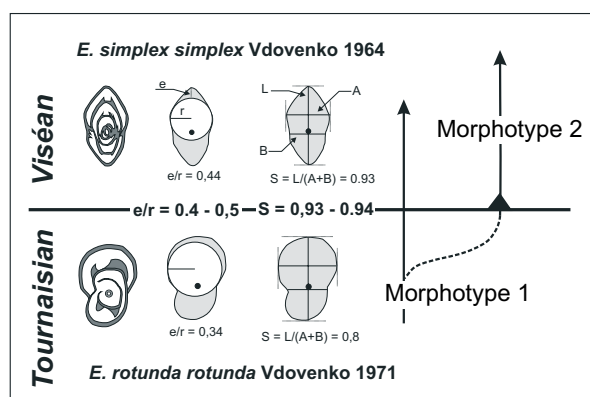 E. simplex simplex Vdovenko 1964
Viséan
e
r
e/r = 0,44
L
A
B
S = L/(A+B) = 0.93
Morphotype 2
e/r = 0.4 - 0,5
S = 0,93 - 0.94
Tournaisian
e/r = 0,34
S = L/(A+B) = 0,8
Morphotype 1
E. rotunda rotunda Vdovenko 1971